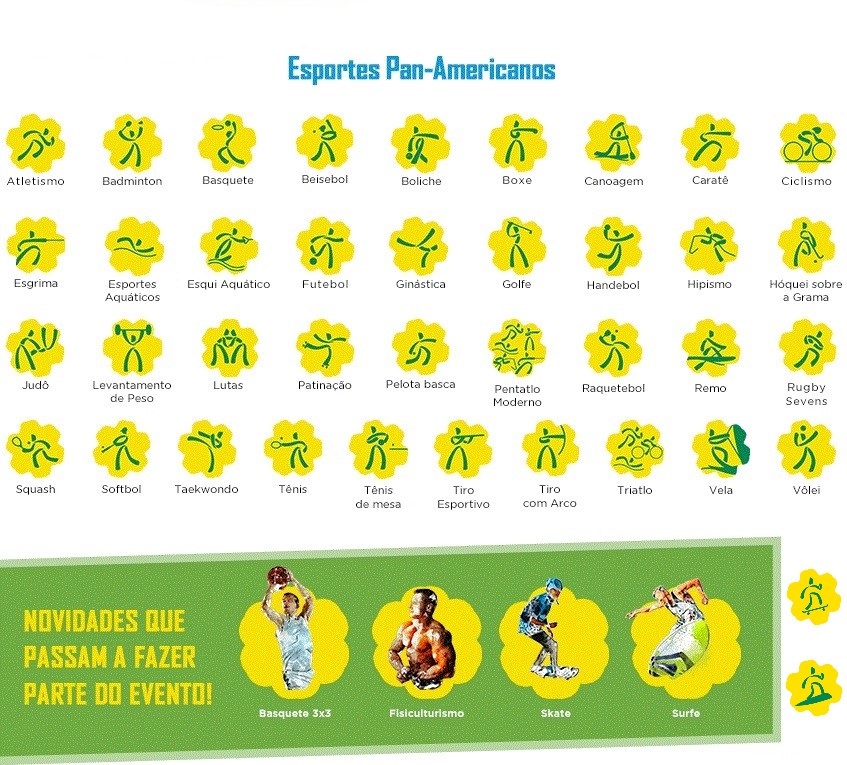 Esportes Pan-Americanos
Atletismo
Badminton
Basquete
Beisebol
Boliche
Boxe
Canoagem
Caratê
Ciclismo
Esgrima
Esportes
Aquáticos
Esqui Aquático
Futebol
Ginástica
Golfe
Handebol
Hipismo
Hóquei sobre
a Grama
Judô
Levantamento
de Peso
Lutas
Patinação
Pelota basca
Pentatlo
Moderno
Raquetebol
Remo
Rugby
Sevens
Squash
Softbol
Taekwondo
Tênis
Tênis
de mesa
Tiro
Esportivo
Tiro
com Arco
Triatlo
Vela
Vôlei
NOVIDADES QUE
PASSAM A FAZER
PARTE DO EVENTO!
Basquete 3x3
Fisiculturismo
Skate
Surfe